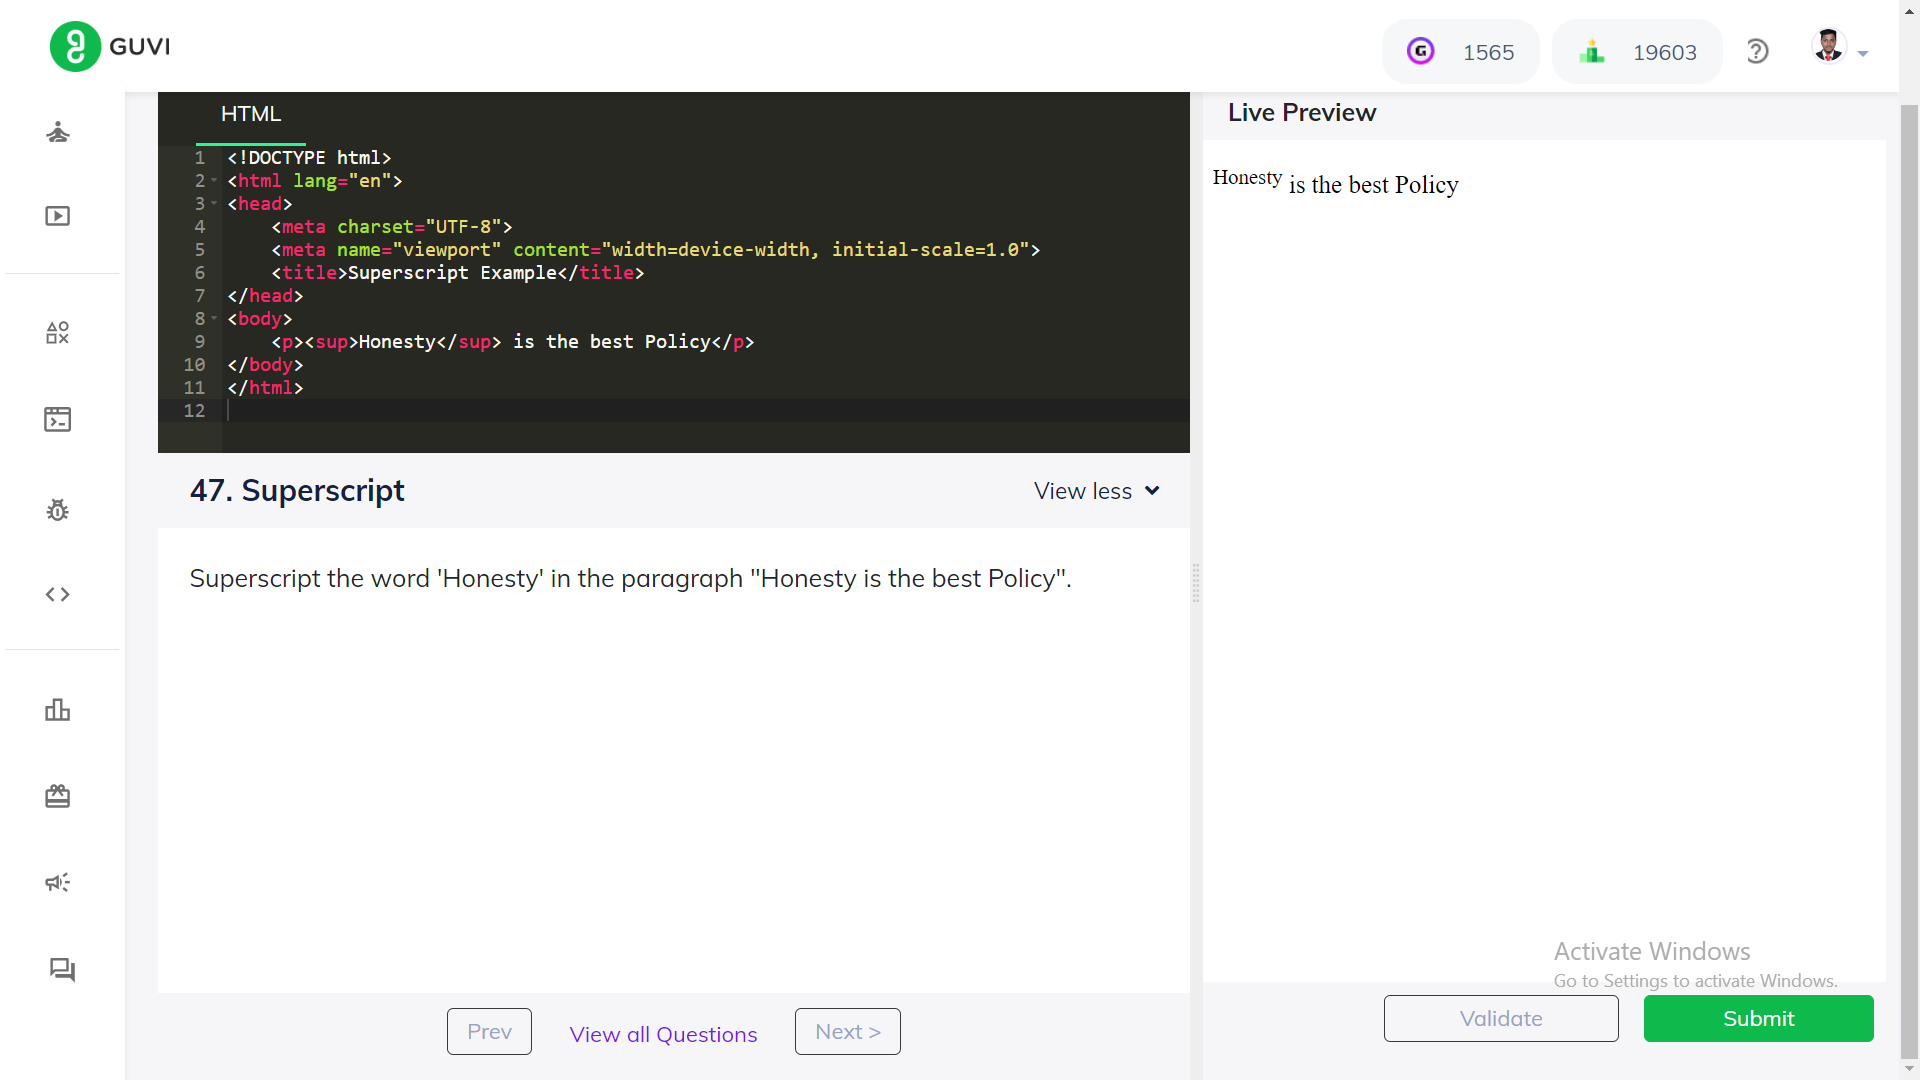 GUVI
1565
19603
HTML
Live Preview
1 <!DOCTYPE html>
2 <html lang="en">
3 <head>
4     <meta charset="UTF-8">
5     <meta name="viewport" content="width=device-width, initial-scale=1.0">
6     <title>Superscript Example</title>
7 </head>
8 <body>
9     <p><sup>Honesty</sup> is the best Policy</p>
10 </body>
11 </html>
12
Honesty is the best Policy
47. Superscript
View less
Superscript the word 'Honesty' in the paragraph "Honesty is the best Policy".
Activate Windows
Go to Settings to activate Windows.
Prev
View all Questions
Next >
Validate
Submit